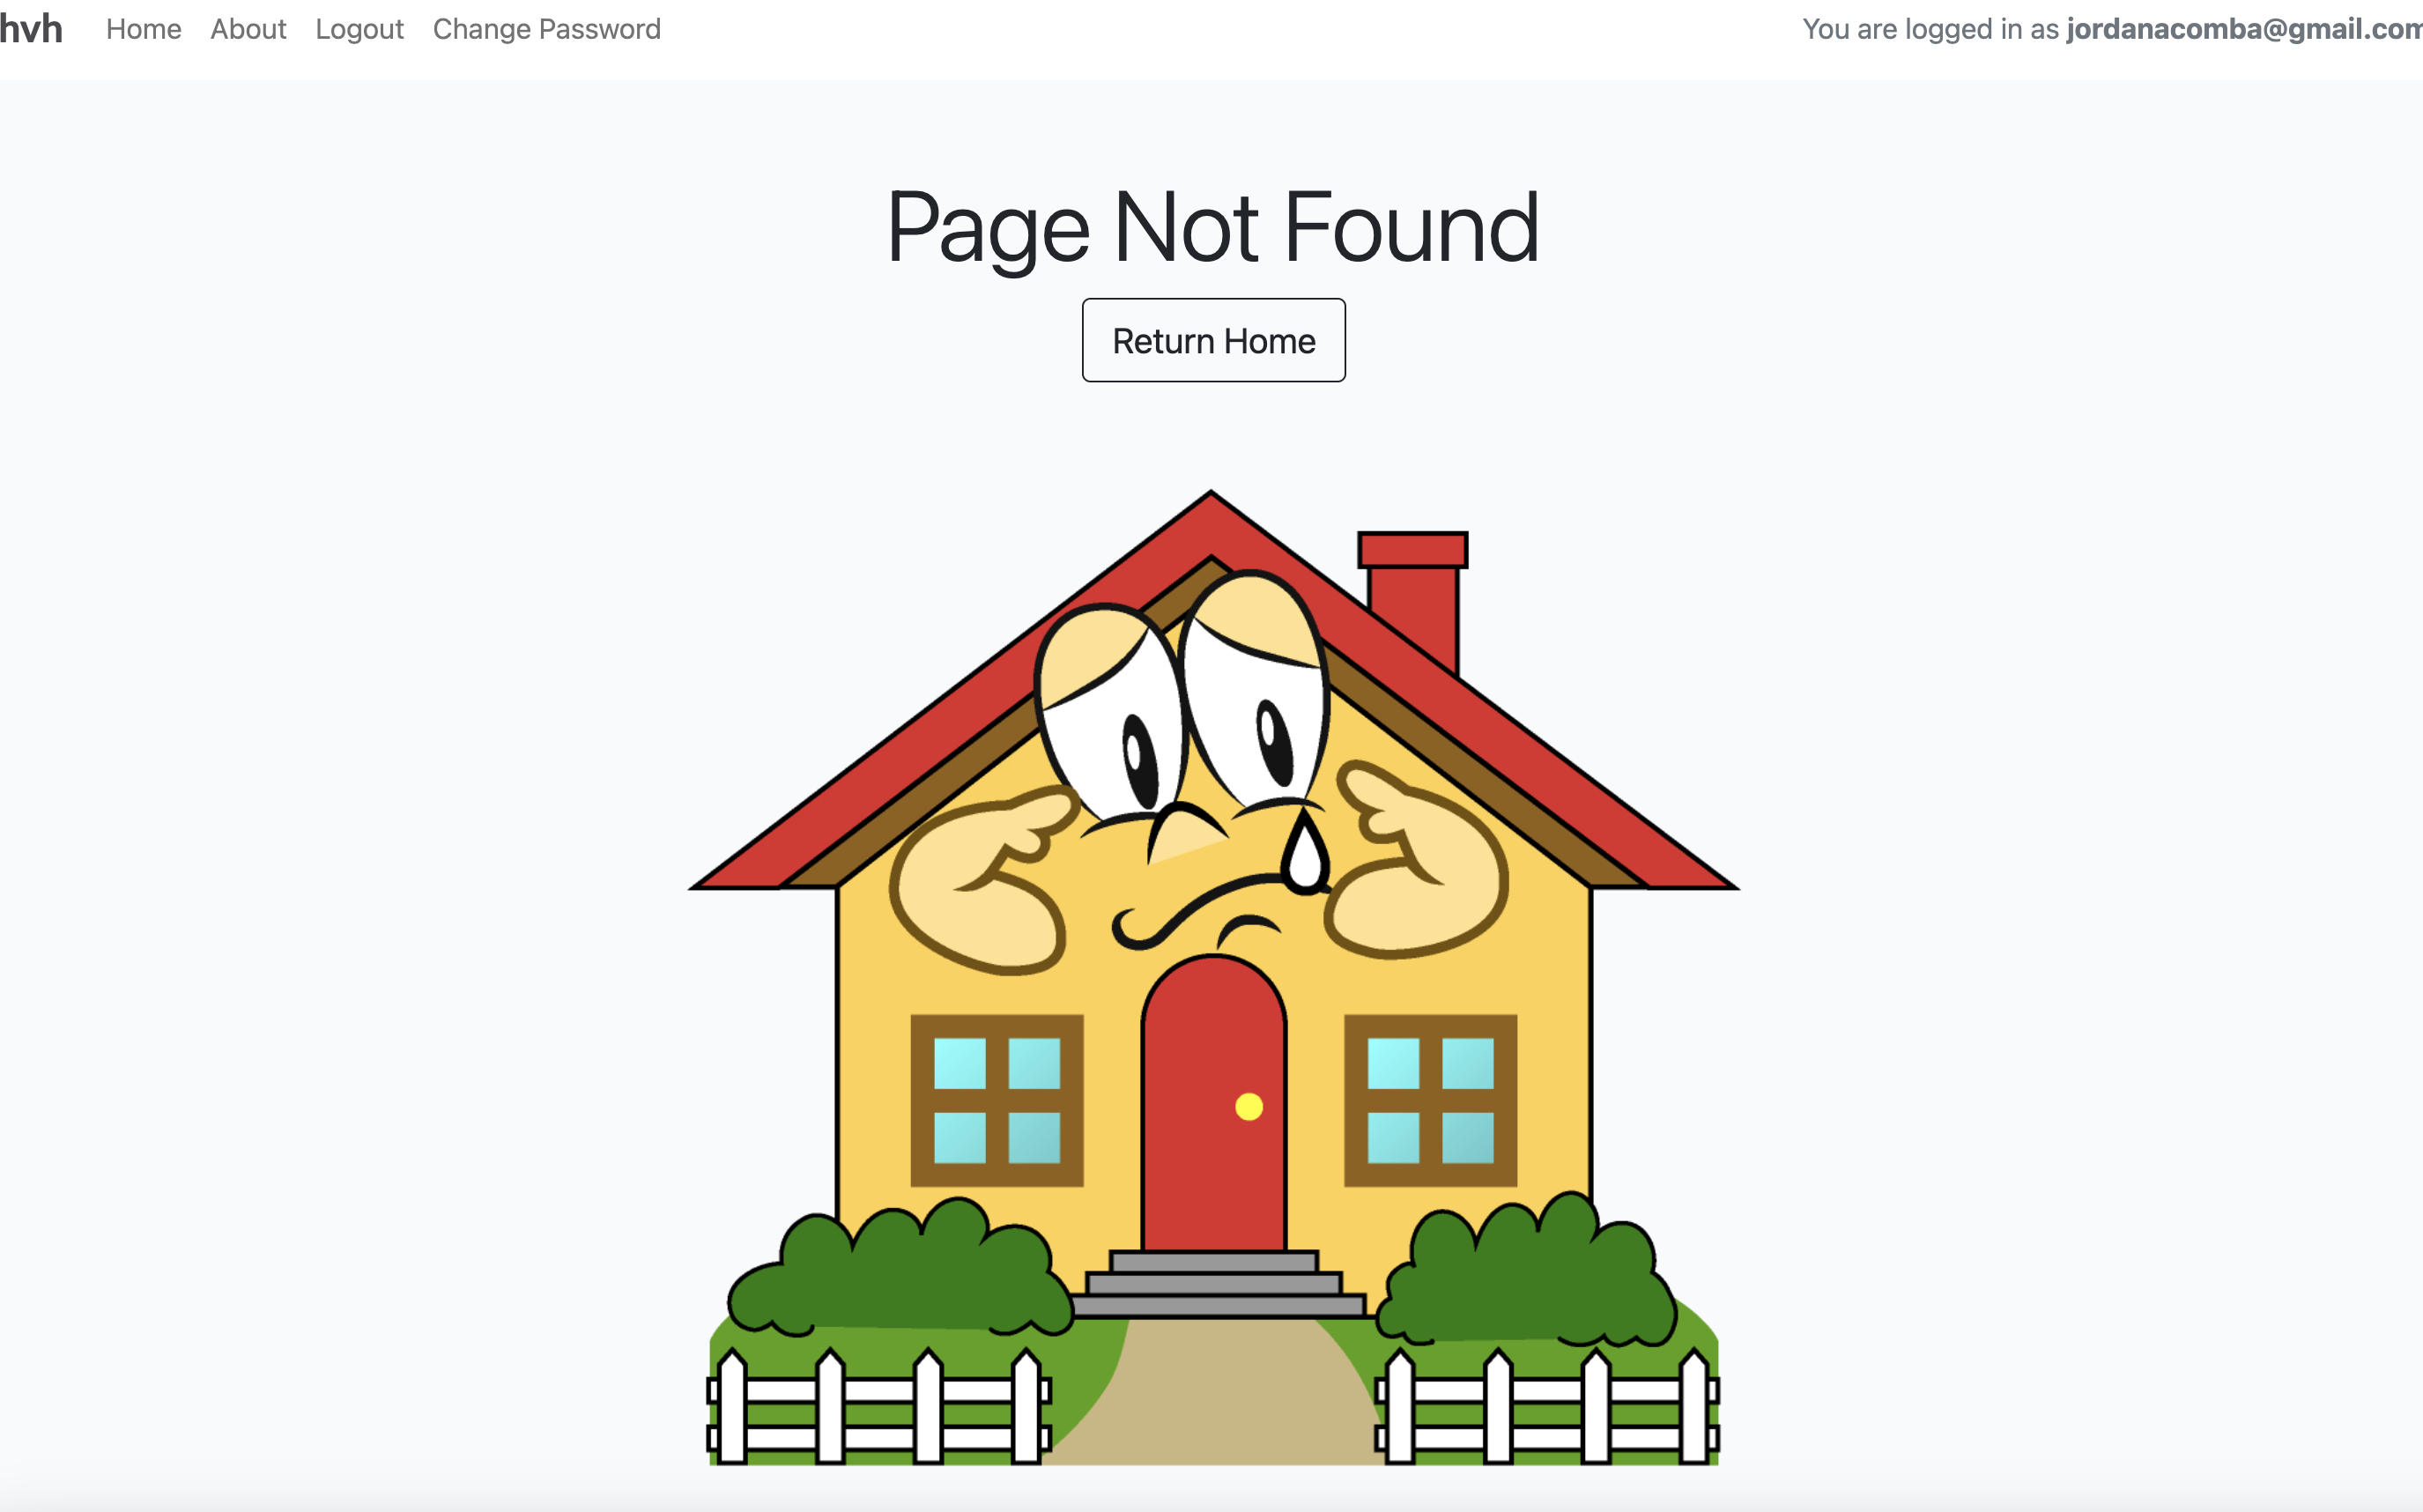 hvh Home About Logout Change Password You are logged in as jordanacomba@gmail.com
Page Not Found
Return Home